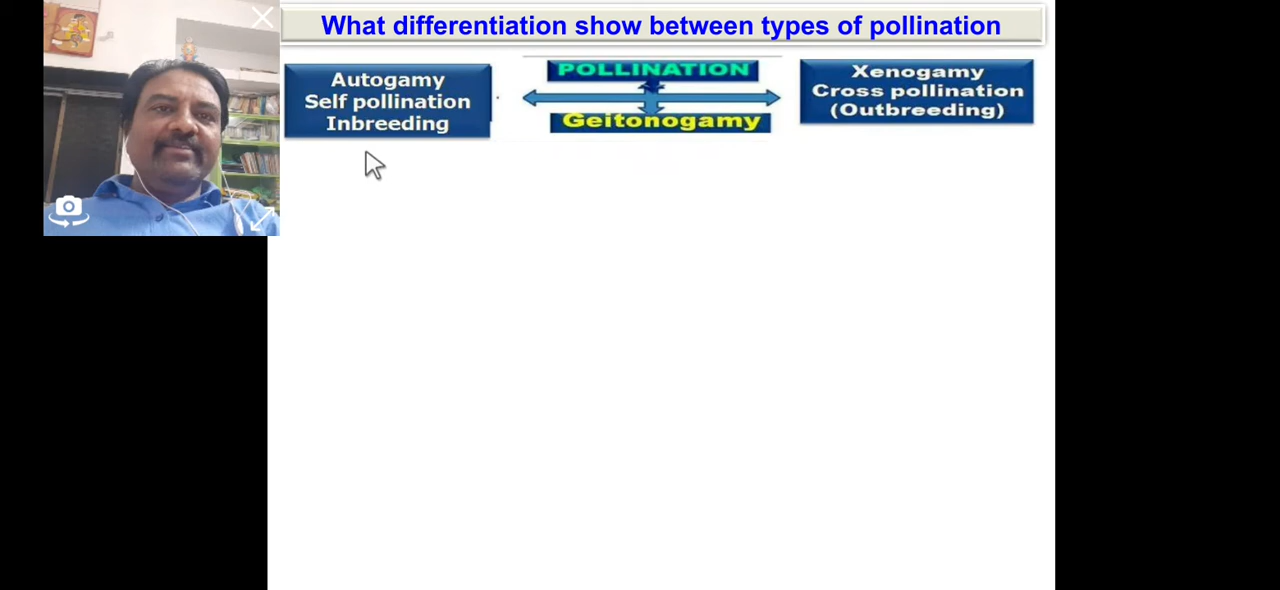 What differentiation show between types of pollination
Autogamy
Self pollination
Inbreeding
POLLINATION
Geitonogamy
Xenogamy
Cross pollination
(Outbreeding)